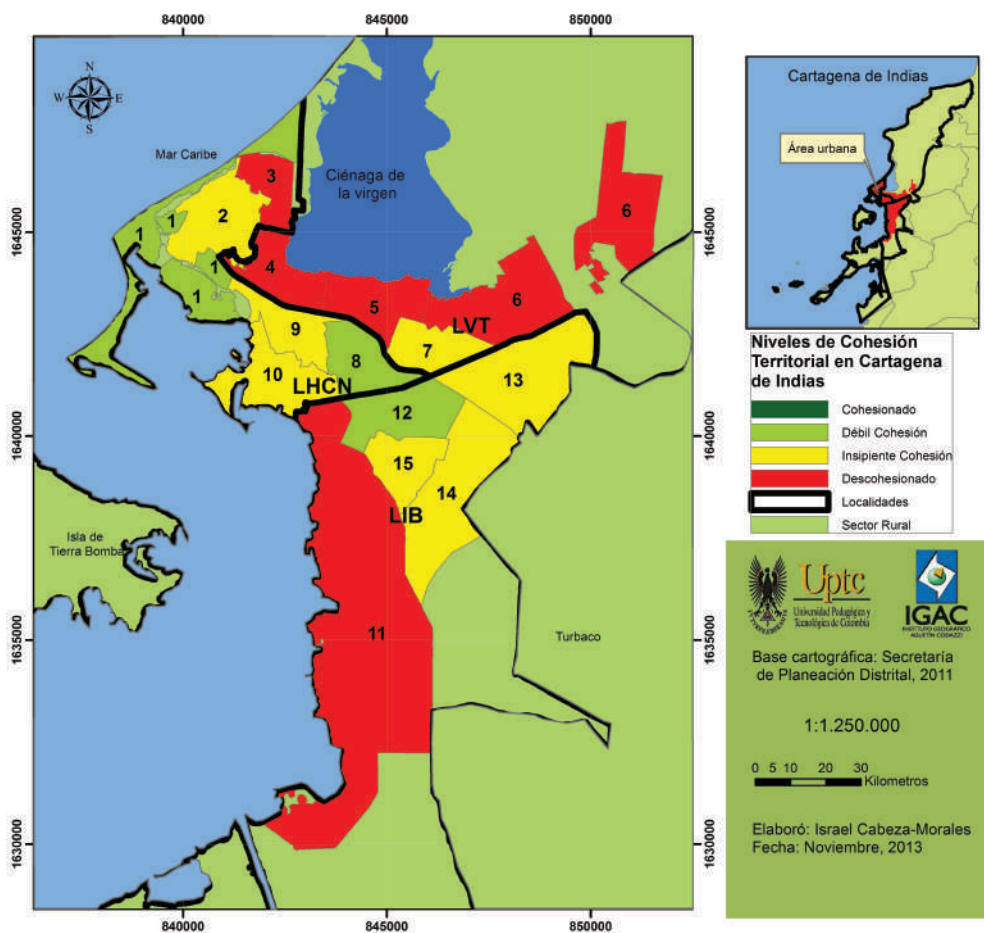 840000
845000
850000
N
W
E
S
Mar Caribe
Ciénaga de
la virgen
3
2
1
1
1
1
4
5
6
6
LVT
7
9
8
10
LHCN
13
12
15
14
LIB
11
Isla de
Tierra Bomba
Turbaco
1645000
1640000
1635000
1630000
1645000
1640000
1635000
1630000
840000
845000
850000
Cartagena de Indias
Área urbana
Niveles de Cohesión
Territorial en Cartagena
de Indias
Cohesionado
Débil Cohesión
Insipiente Cohesión
Descohesionado
Localidades
Sector Rural
Uptc
Universidad Pedagógica y
Tecnológica de Colombia
IGAC
INSTITUTO GEOGRÁFICO
AGUSTÍN CODAZZI
Base cartográfica: Secretaría
de Planeación Distrital, 2011
1:1.250.000
0 5 10 20 30
Kilometros
Elaboró: Israel Cabeza-Morales
Fecha: Noviembre, 2013